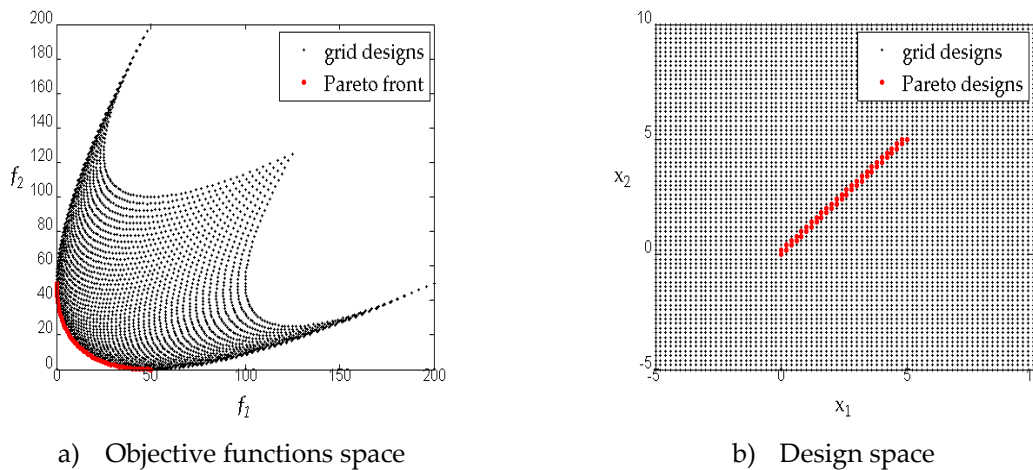 200
180
160
140
120
100
80
60
40
20
0
f2
0
50
100
150
200
f1
grid designs
Pareto front
a) Objective functions space
10
5
0
-5
x2
-5
0
5
1
x1
grid designs
Pareto designs
b) Design space